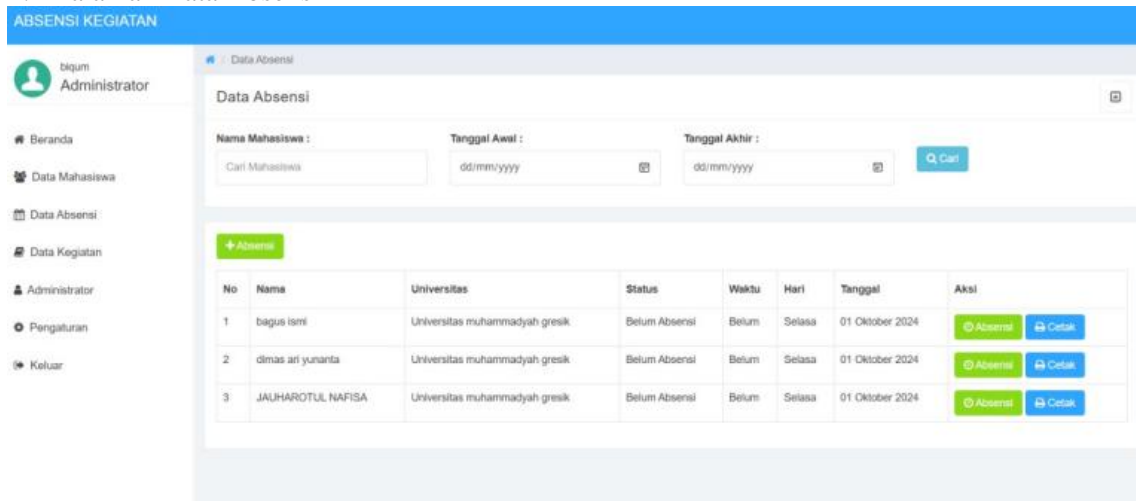 ABSENSI KEGIATAN
biqum
Administrator
Beranda
Data Mahasiswa
Data Absensi
Data Kegiatan
Administrator
Pengaturan
Keluar
/ Data Absensi
Data Absensi
Nama Mahasiswa : Tanggal Awal : Tanggal Akhir :
Cari Mahasiswa dd/mm/yyyy dd/mm/yyyy Cari
+ Absensi
No Nama Universitas Status Waktu Hari Tanggal Aksi
1 bagus ismi Universitas muhammadyah gresik Belum Absensi Belum Selasa 01 Oktober 2024 Absensi Cetak
2 dimas ari yunanta Universitas muhammadyah gresik Belum Absensi Belum Selasa 01 Oktober 2024 Absensi Cetak
3 JAUHAROTUL NAFISA Universitas muhammadyah gresik Belum Absensi Belum Selasa 01 Oktober 2024 Absensi Cetak